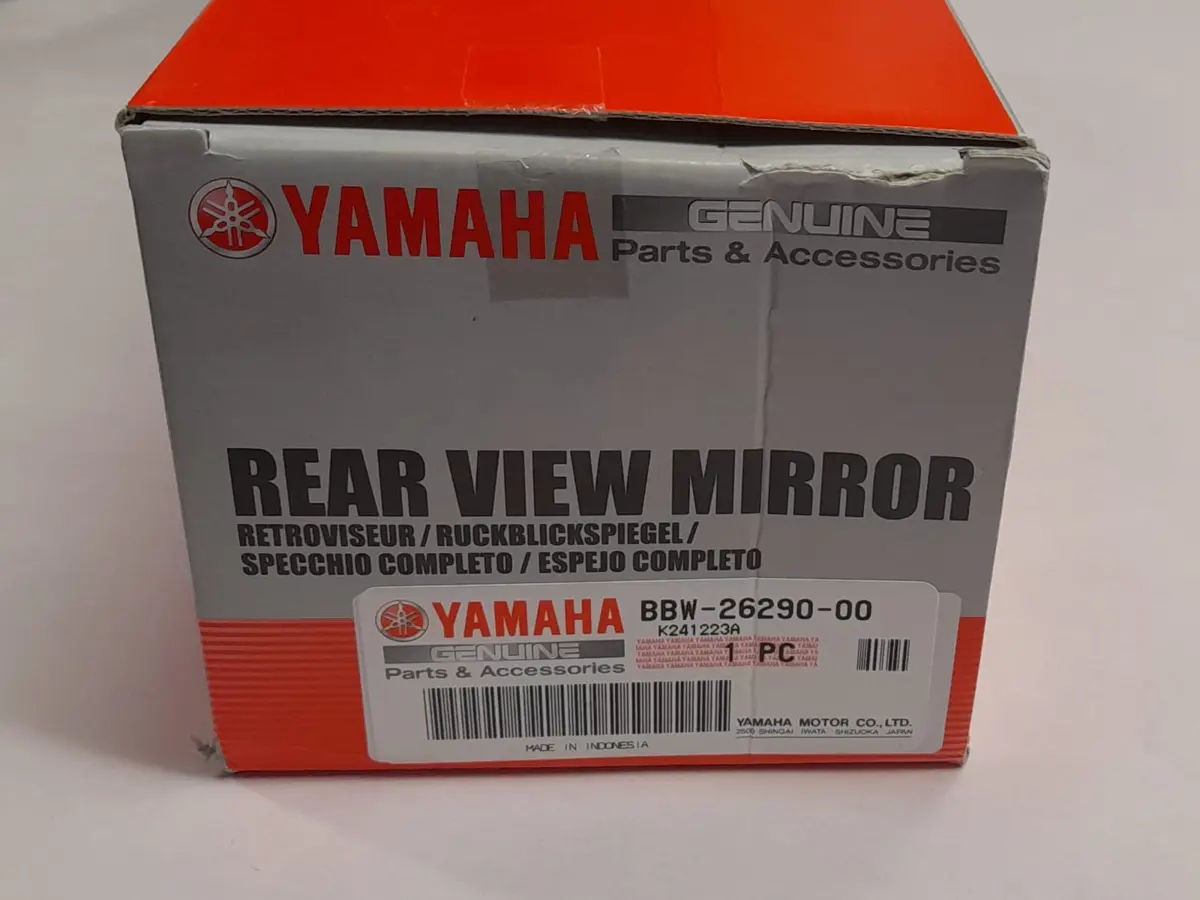 YAMAHA GENUINE
Parts & Accessories
REAR VIEW MIRROR
RETROVISEUR / RUCKBLICKSPIEGEL /
SPECCHIO COMPLETO / ESPEJO COMPLETO
YAMAHA BBW-26290-00
K241223A
GENUINE
1 PC
Parts & Accessories
YAMAHA MOTOR CO., LTD.
2500 SHINGAI IWATA SHIZUOKA JAPAN
MADE IN INDONESIA